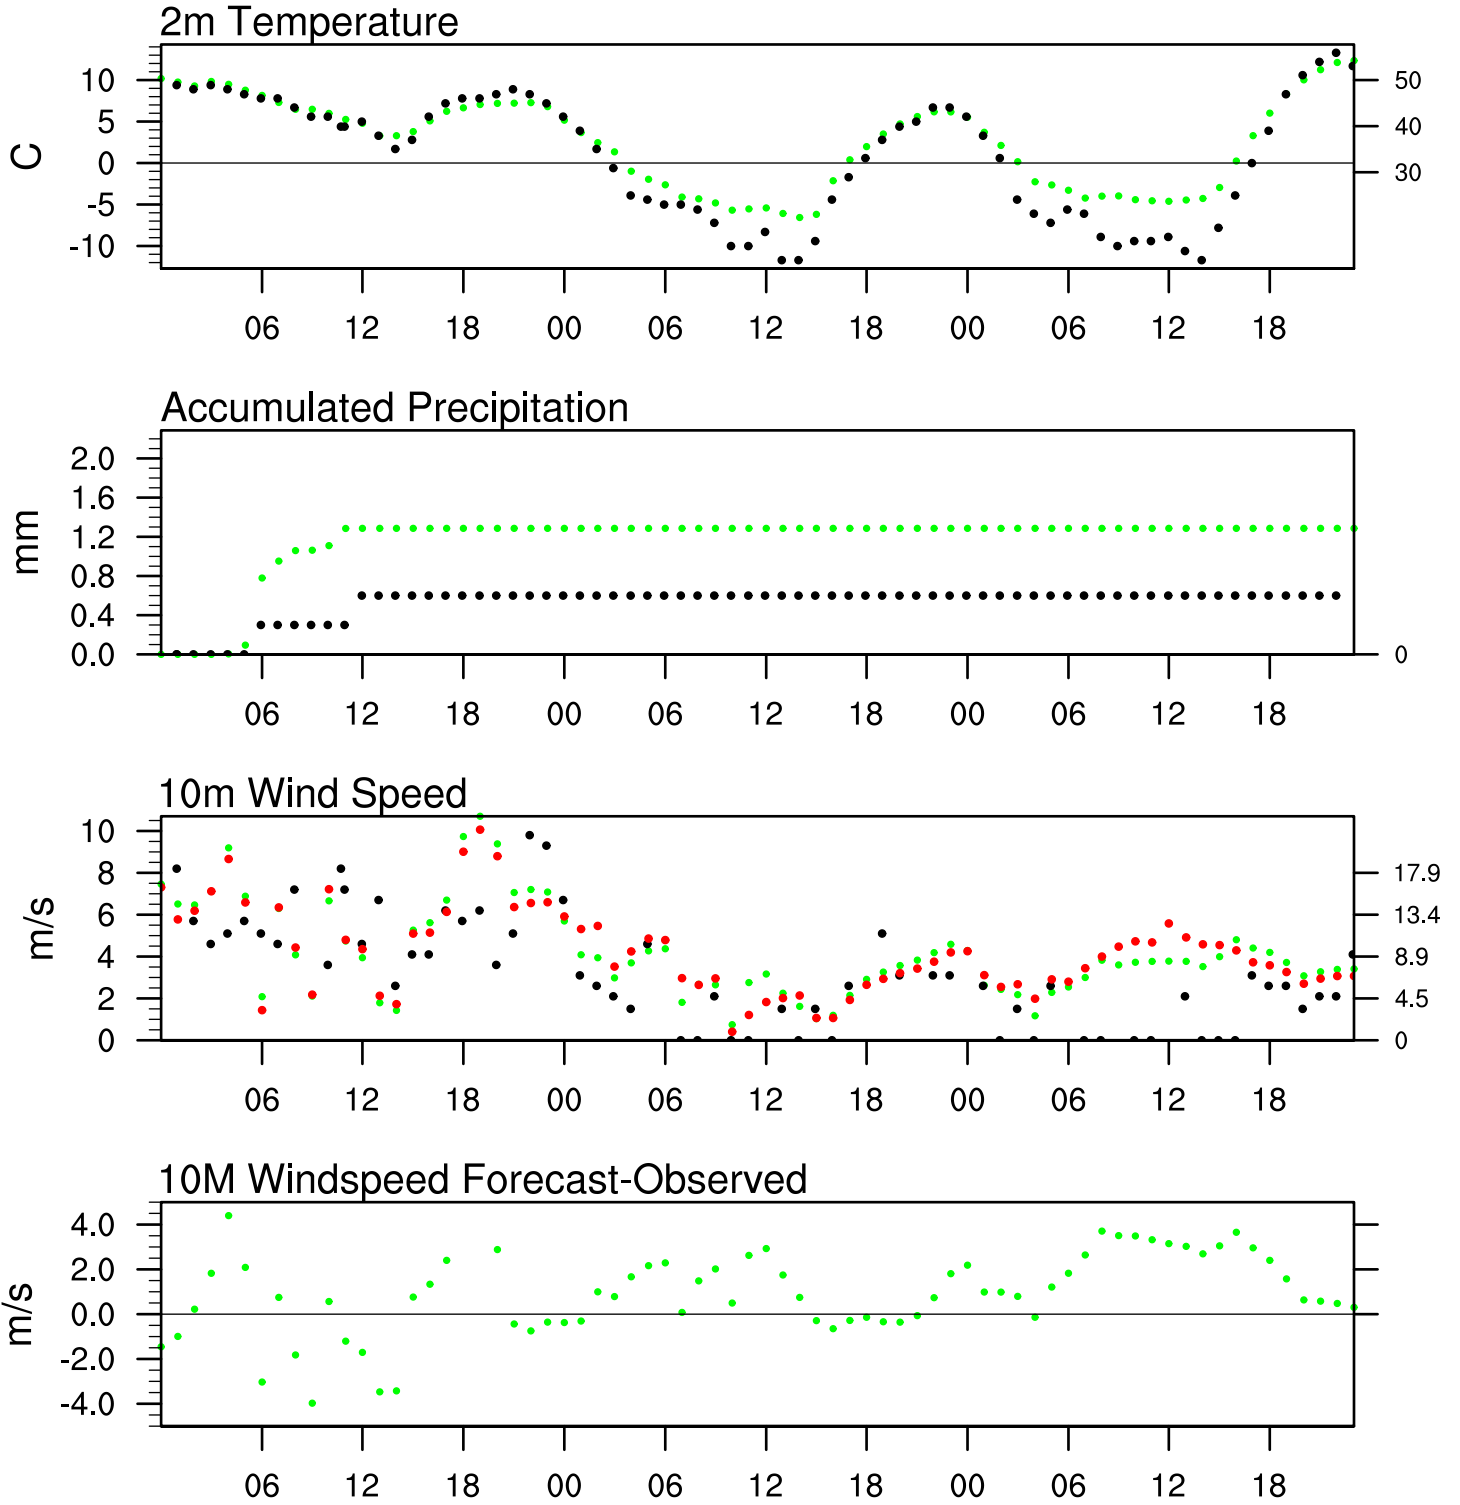 2m Temperature
10
5
0
-5
-10
C
50
40
30
06 12 18 00 06 12 18 00 06 12 18
Accumulated Precipitation
2.0
1.6
1.2
0.8
0.4
0.0
mm
0
06 12 18 00 06 12 18 00 06 12 18
10m Wind Speed
10
8
6
4
2
0
m/s
17.9
13.4
8.9
4.5
0
06 12 18 00 06 12 18 00 06 12 18
10M Windspeed Forecast-Observed
4.0
2.0
0.0
-2.0
-4.0
m/s
06 12 18 00 06 12 18 00 06 12 18